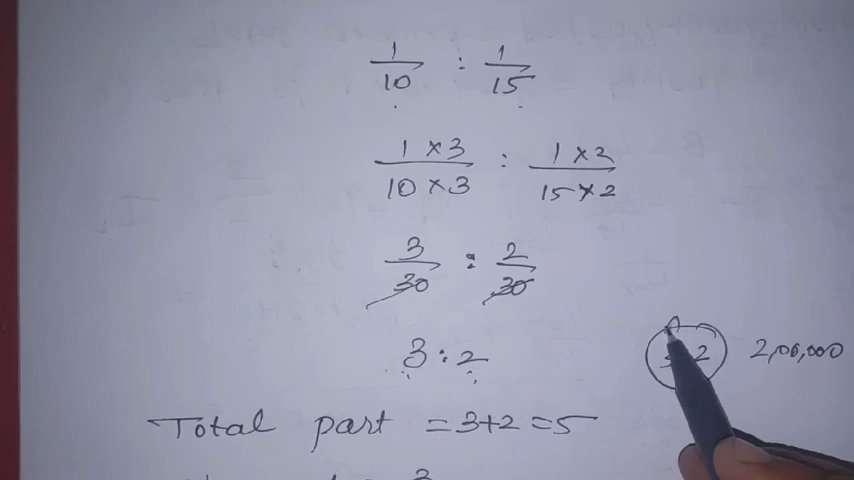 1/10 : 1/15
1×3/10×3 : 1×2/15×2
3/30 : 2/30
3:2
2,00,000
Total part =3+2=5